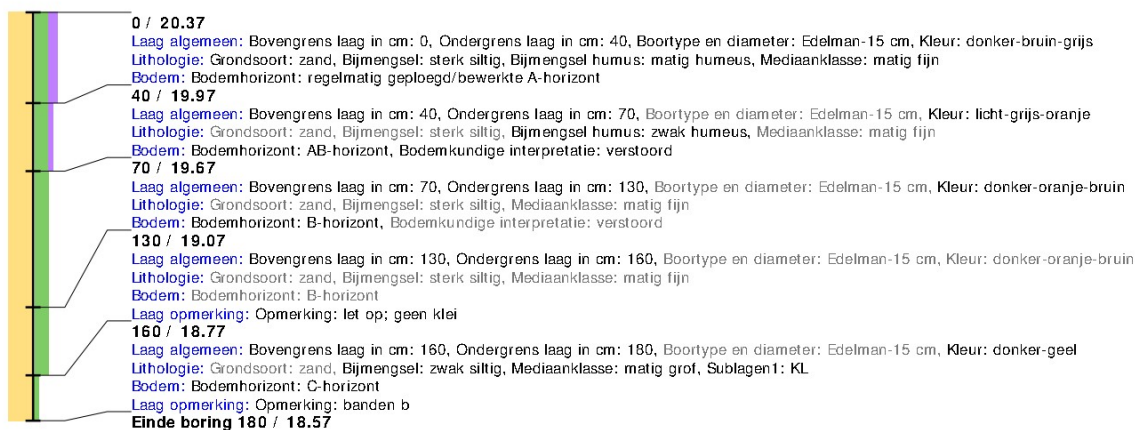 0 / 20.37
Laag algemeen: Bovengrens laag in cm: 0, Ondergrens laag in cm: 40, Boortype en diameter: Edelman-15 cm, Kleur: donker-bruin-grijs
Lithologie: Grondsoort: zand, Bijmengsel: sterk siltig, Bijmengsel humus: matig humeus, Mediaanklasse: matig fijn
Bodem: Bodemhorizont: regelmatig geploegd/bewerkte A-horizont
40 / 19.97
Laag algemeen: Bovengrens laag in cm: 40, Ondergrens laag in cm: 70, Boortype en diameter: Edelman-15 cm, Kleur: licht-grijs-oranje
Lithologie: Grondsoort: zand, Bijmengsel: sterk siltig, Bijmengsel humus: zwak humeus, Mediaanklasse: matig fijn
Bodem: Bodemhorizont: AB-horizont, Bodemkundige interpretatie: verstoord
70 / 19.67
Laag algemeen: Bovengrens laag in cm: 70, Ondergrens laag in cm: 130, Boortype en diameter: Edelman-15 cm, Kleur: donker-oranje-bruin
Lithologie: Grondsoort: zand, Bijmengsel: sterk siltig, Mediaanklasse: matig fijn
Bodem: Bodemhorizont: B-horizont, Bodemkundige interpretatie: verstoord
130 / 19.07
Laag algemeen: Bovengrens laag in cm: 130, Ondergrens laag in cm: 160, Boortype en diameter: Edelman-15 cm, Kleur: donker-oranje-bruin
Lithologie: Grondsoort: zand, Bijmengsel: sterk siltig, Mediaanklasse: matig fijn
Bodem: Bodemhorizont: B-horizont
Laag opmerking: Opmerking: let op; geen klei
160 / 18.77
Laag algemeen: Bovengrens laag in cm: 160, Ondergrens laag in cm: 180, Boortype en diameter: Edelman-15 cm, Kleur: donker-geel
Lithologie: Grondsoort: zand, Bijmengsel: zwak siltig, Mediaanklasse: matig grof, Sublagen1: KL
Bodem: Bodemhorizont: C-horizont
Laag opmerking: Opmerking: banden b
Einde boring 180 / 18.57